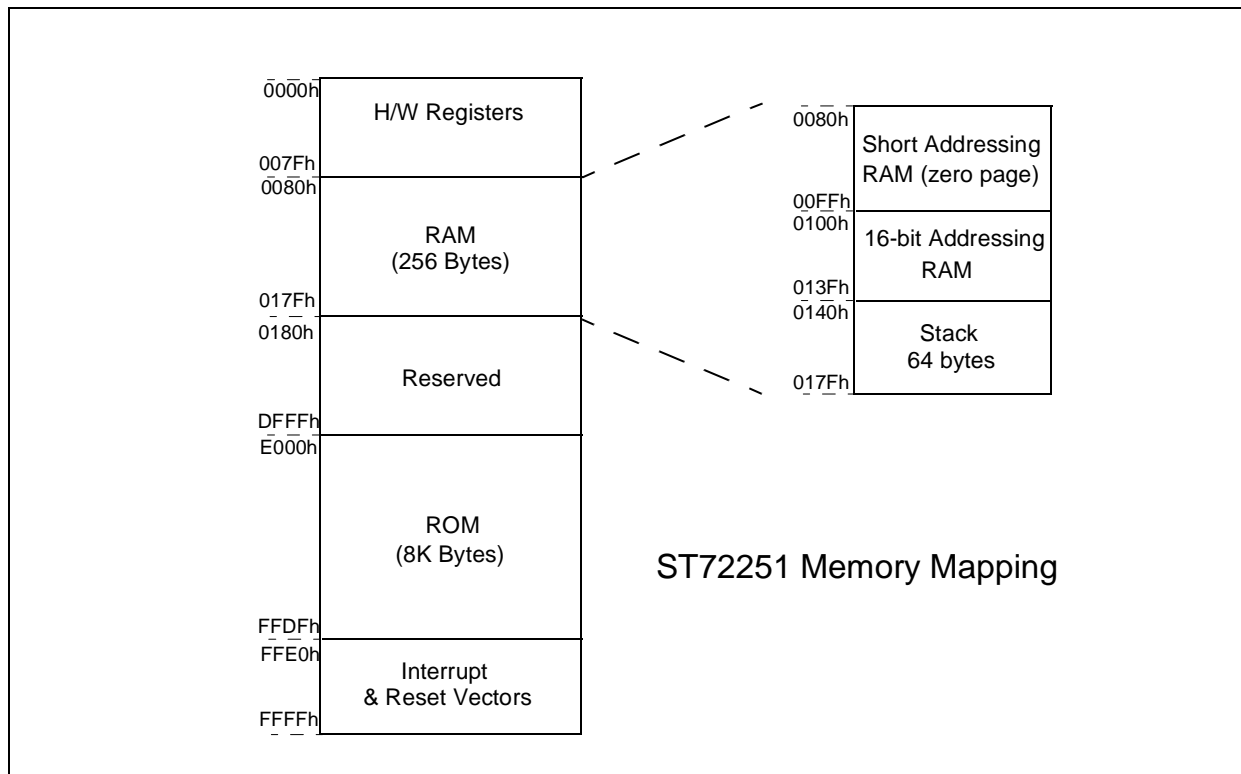 0000h
H/W Registers
007Fh
0080h
RAM
(256 Bytes)
017Fh
0180h
Reserved
DFFFh
E000h
ROM
(8K Bytes)
FFDFh
FFE0h
Interrupt
& Reset Vectors
FFFFh
0080h
Short Addressing
RAM (zero page)
00FFh
0100h
16-bit Addressing
RAM
013Fh
0140h
Stack
64 bytes
017Fh
ST72251 Memory Mapping